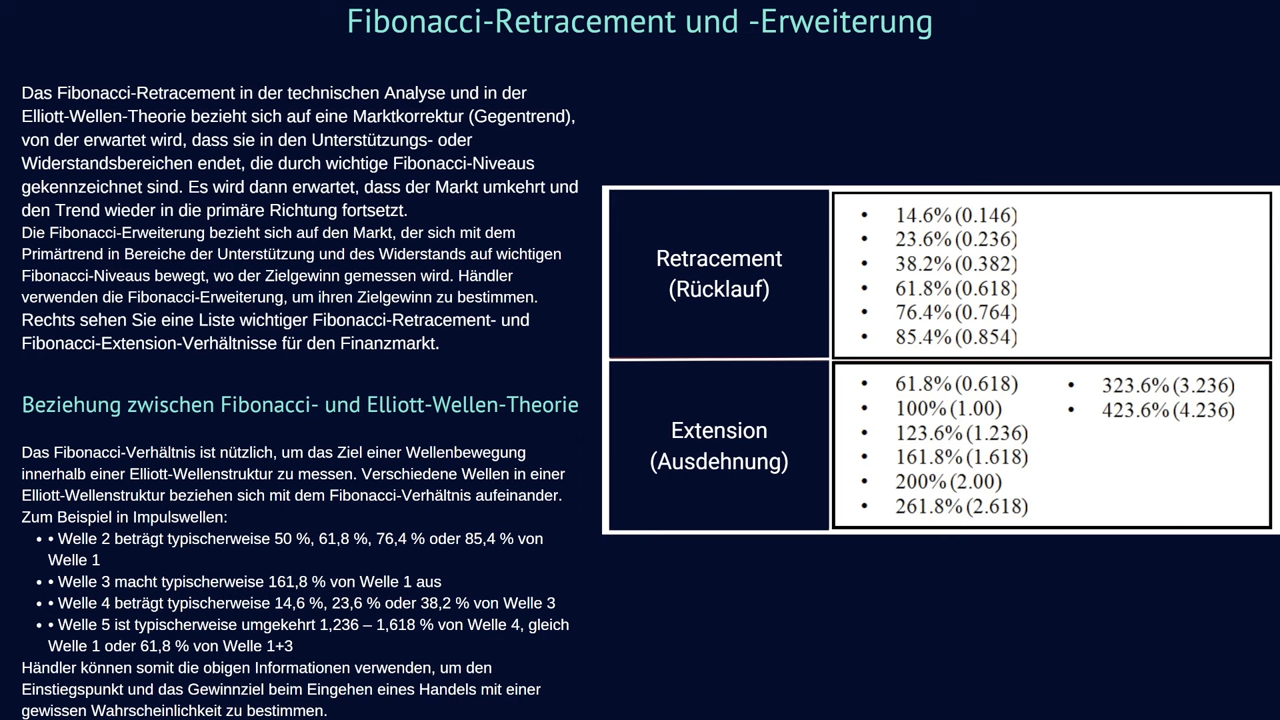 Fibonacci-Retracement und -Erweiterung
Das Fibonacci-Retracement in der technischen Analyse und in der
Elliott-Wellen-Theorie bezieht sich auf eine Marktkorrektur (Gegentrend),
von der erwartet wird, dass sie in den Unterstützungs- oder
Widerstandsbereichen endet, die durch wichtige Fibonacci-Niveaus
gekennzeichnet sind. Es wird dann erwartet, dass der Markt umkehrt und
den Trend wieder in die primäre Richtung fortsetzt.
Die Fibonacci-Erweiterung bezieht sich auf den Markt, der sich mit dem
Primärtrend in Bereiche der Unterstützung und des Widerstands auf wichtigen
Fibonacci-Niveaus bewegt, wo der Zielgewinn gemessen wird. Händler
verwenden die Fibonacci-Erweiterung, um ihren Zielgewinn zu bestimmen.
Rechts sehen Sie eine Liste wichtiger Fibonacci-Retracement- und
Fibonacci-Extension-Verhältnisse für den Finanzmarkt.
Beziehung zwischen Fibonacci- und Elliott-Wellen-Theorie
Das Fibonacci-Verhältnis ist nützlich, um das Ziel einer Wellenbewegung
innerhalb einer Elliott-Wellenstruktur zu messen. Verschiedene Wellen in einer
Elliott-Wellenstruktur beziehen sich mit dem Fibonacci-Verhältnis aufeinander.
Zum Beispiel in Impulswellen:
• • Welle 2 beträgt typischerweise 50 %, 61,8 %, 76,4 % oder 85,4 % von
Welle 1
• • Welle 3 macht typischerweise 161,8 % von Welle 1 aus
• • Welle 4 beträgt typischerweise 14,6 %, 23,6 % oder 38,2 % von Welle 3
• • Welle 5 ist typischerweise umgekehrt 1,236 – 1,618 % von Welle 4, gleich
Welle 1 oder 61,8 % von Welle 1+3
Händler können somit die obigen Informationen verwenden, um den
Einstiegspunkt und das Gewinnziel beim Eingehen eines Handels mit einer
gewissen Wahrscheinlichkeit zu bestimmen.
Retracement
(Rücklauf)
• 14.6% (0.146)
• 23.6% (0.236)
• 38.2% (0.382)
• 61.8% (0.618)
• 76.4% (0.764)
• 85.4% (0.854)
Extension
(Ausdehnung)
• 61.8% (0.618)
• 100% (1.00)
• 123.6% (1.236)
• 161.8% (1.618)
• 200% (2.00)
• 261.8% (2.618)
• 323.6% (3.236)
• 423.6% (4.236)